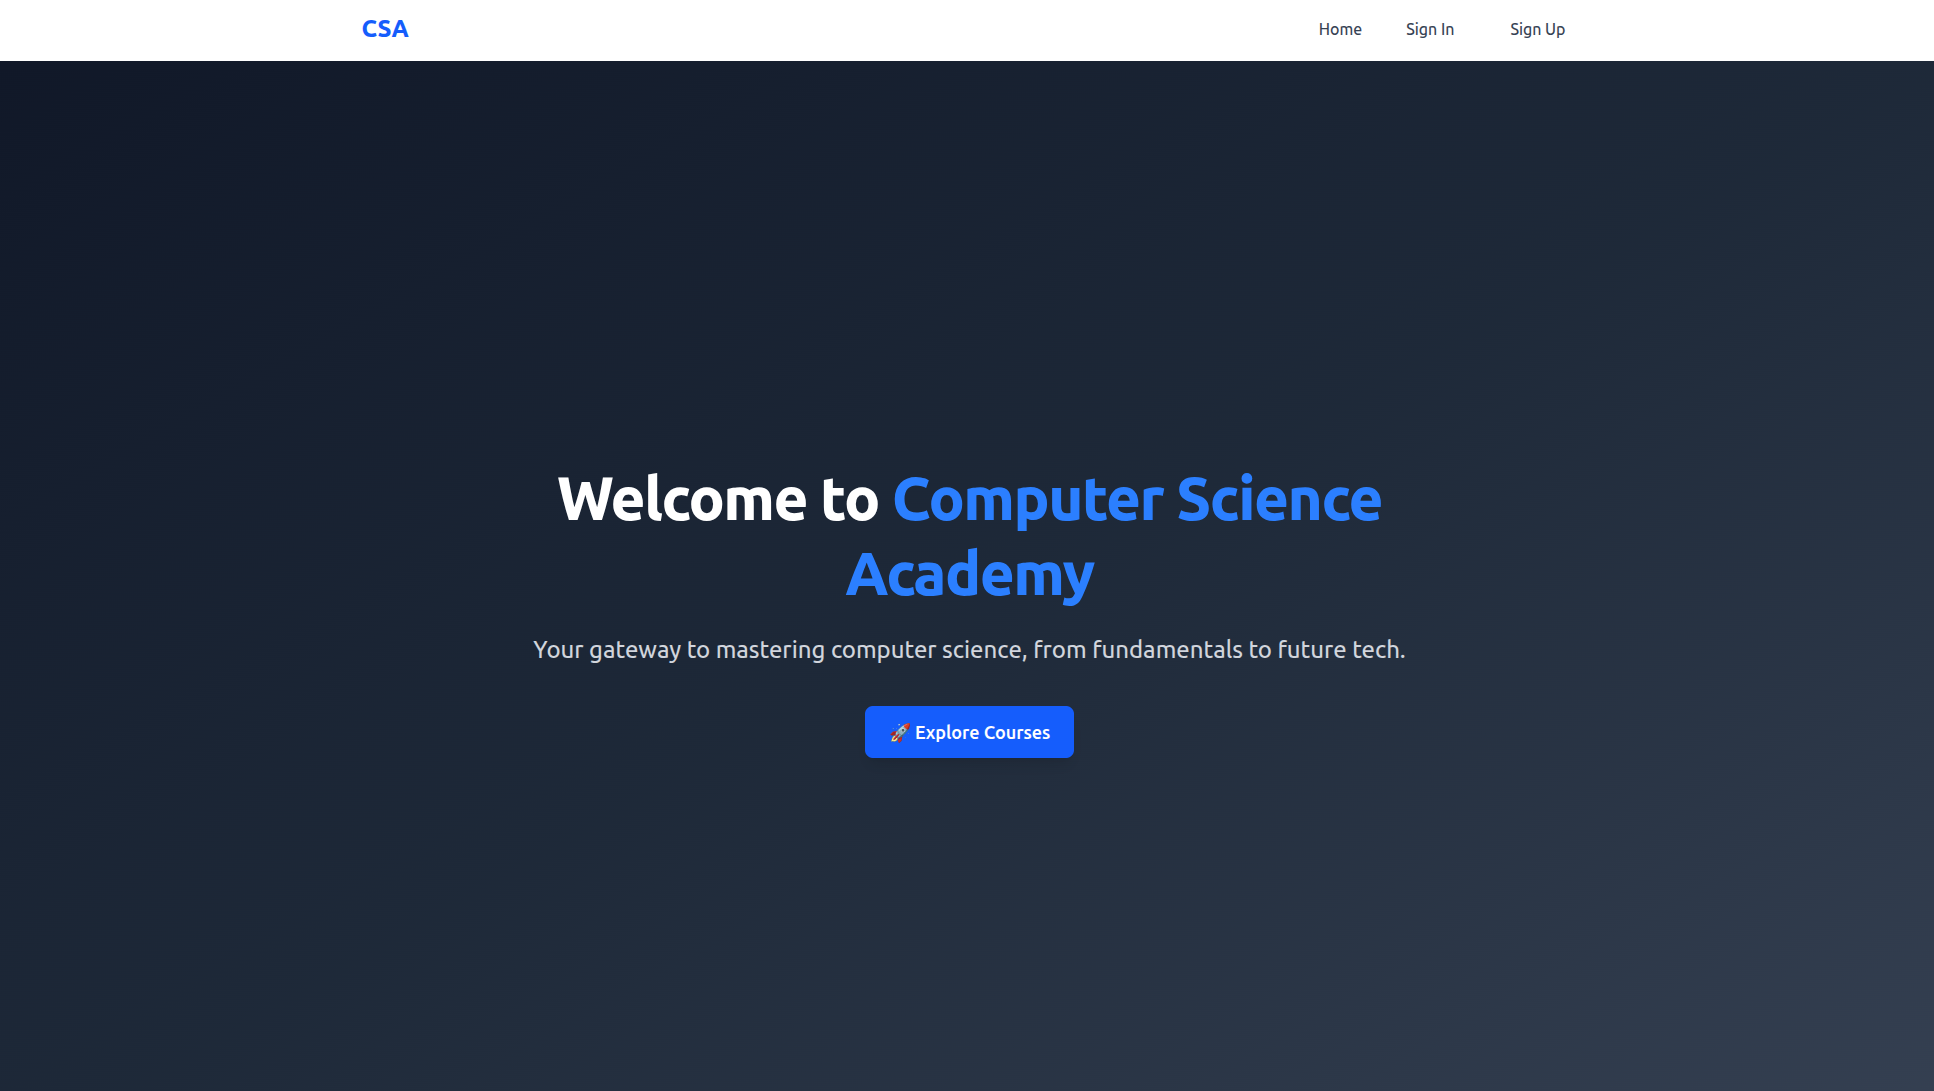 CSA
Home
Sign In
Sign Up
Welcome to Computer Science
Academy
Your gateway to mastering computer science, from fundamentals to future tech.
🚀 Explore Courses